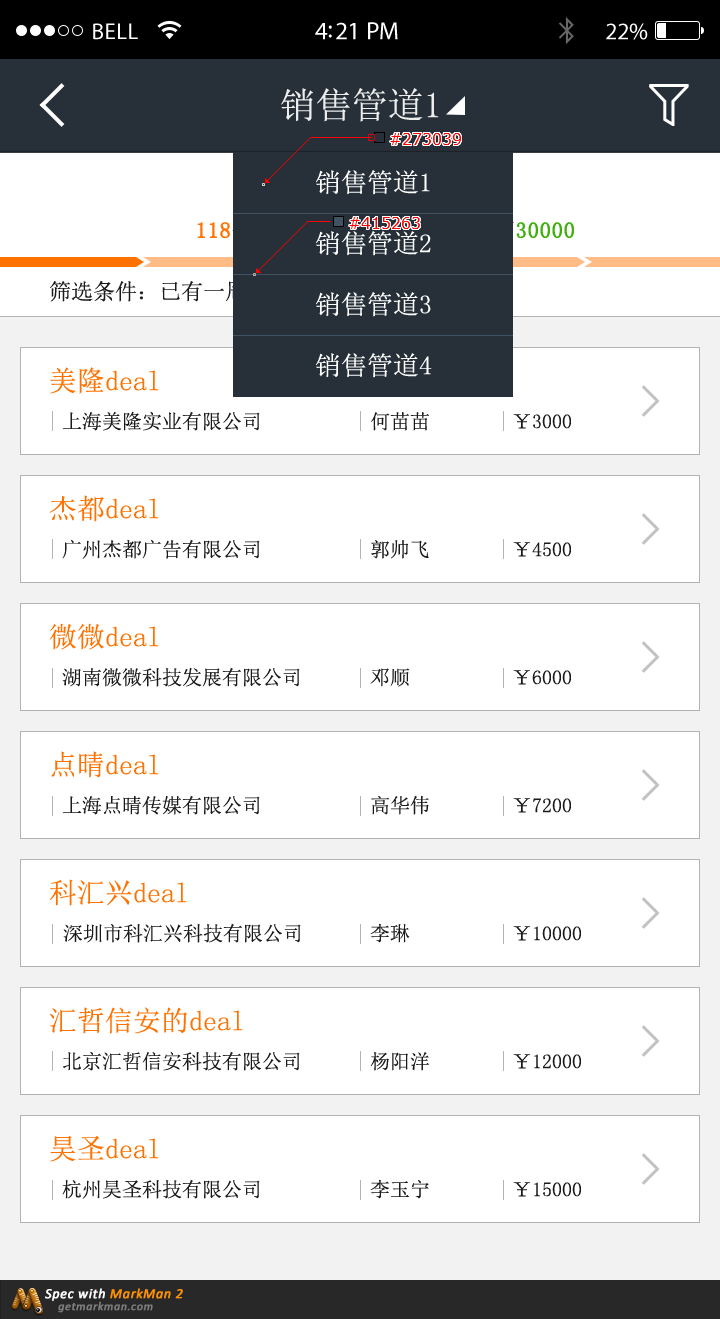 BELL 4:21 PM 22%
销售管道1
#273039
销售管道1
#415263
118 30000
销售管道2
筛选条件：已有一
销售管道3
销售管道4
美隆deal
上海美隆实业有限公司 何苗苗 ￥3000
杰都deal
广州杰都广告有限公司 郭帅飞 ￥4500
微微deal
湖南微微科技发展有限公司 邓顺 ￥6000
点晴deal
上海点晴传媒有限公司 高华伟 ￥7200
科汇兴deal
深圳市科汇兴科技有限公司 李琳 ￥10000
汇哲信安的deal
北京汇哲信安科技有限公司 杨阳洋 ￥12000
昊圣deal
杭州昊圣科技有限公司 李玉宁 ￥15000
Spec with MarkMan 2
getmarkman.com